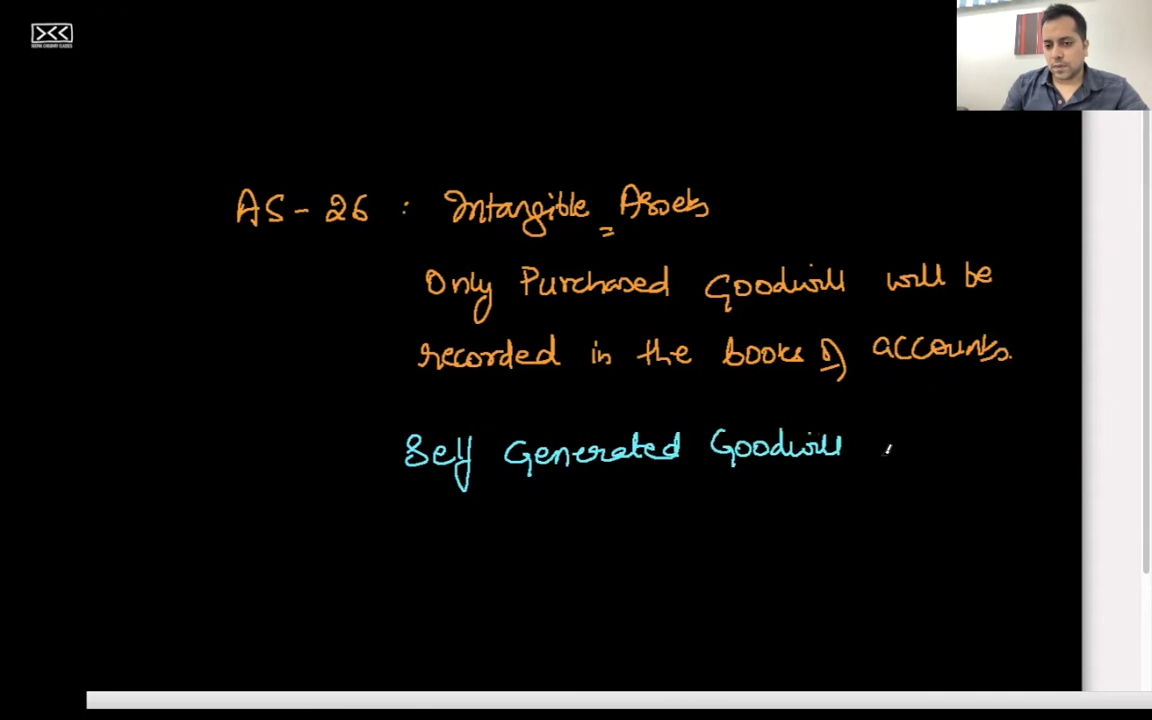 AS-26 : Intangible Assets
Only Purchased Goodwill will be
recorded in the books of accounts.
Self Generated Goodwill